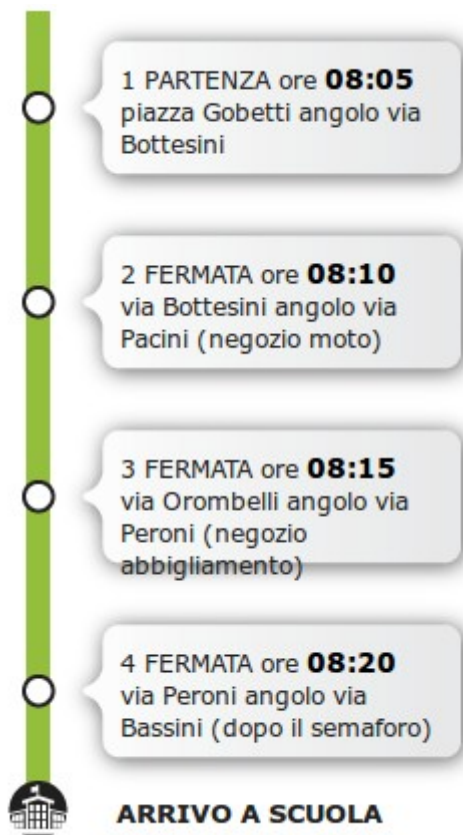 1 PARTENZA ore 08:05
piazza Gobetti angolo via
Bottesini
2 FERMATA ore 08:10
via Bottesini angolo via
Pacini (negozio moto)
3 FERMATA ore 08:15
via Orombelli angolo via
Peroni (negozio
abbigliamento)
4 FERMATA ore 08:20
via Peroni angolo via
Bassini (dopo il semaforo)
ARRIVO A SCUOLA